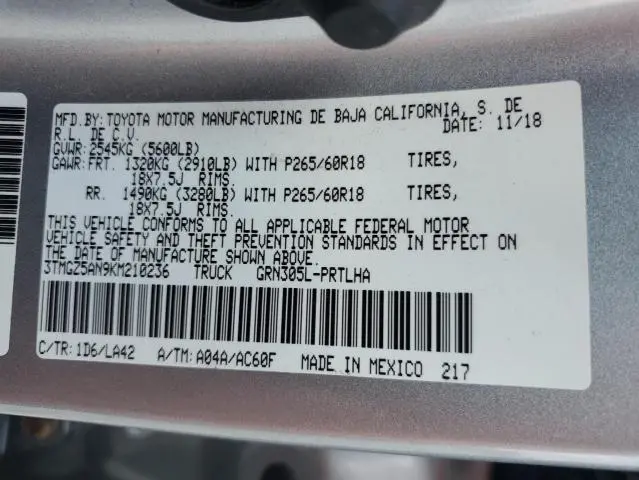 MFD.BY:TOYOTA MOTOR MANUFACTURING DE BAJA CALIFORNIA, S. DE
R.L. DE C.V. DATE: 11/18
GVWR:2545KG (5600LB)
GAWR:FRT. 1320KG (2910LB) WITH P265/60R18 TIRES,
18X7.5J RIMS.
RR. 1490KG (3280LB) WITH P265/60R18 TIRES,
18X7.5J RIMS.
THIS VEHICLE CONFORMS TO ALL APPLICABLE FEDERAL MOTOR
VEHICLE SAFETY AND THEFT PREVENTION STANDARDS IN EFFECT ON
THE DATE OF MANUFACTURE SHOWN ABOVE.
3TMGZ5AN9KM210236 TRUCK GRN305L-PRTLHA
C/TR:1D6/LA42 A/TM:A04A/AC60F MADE IN MEXICO 217